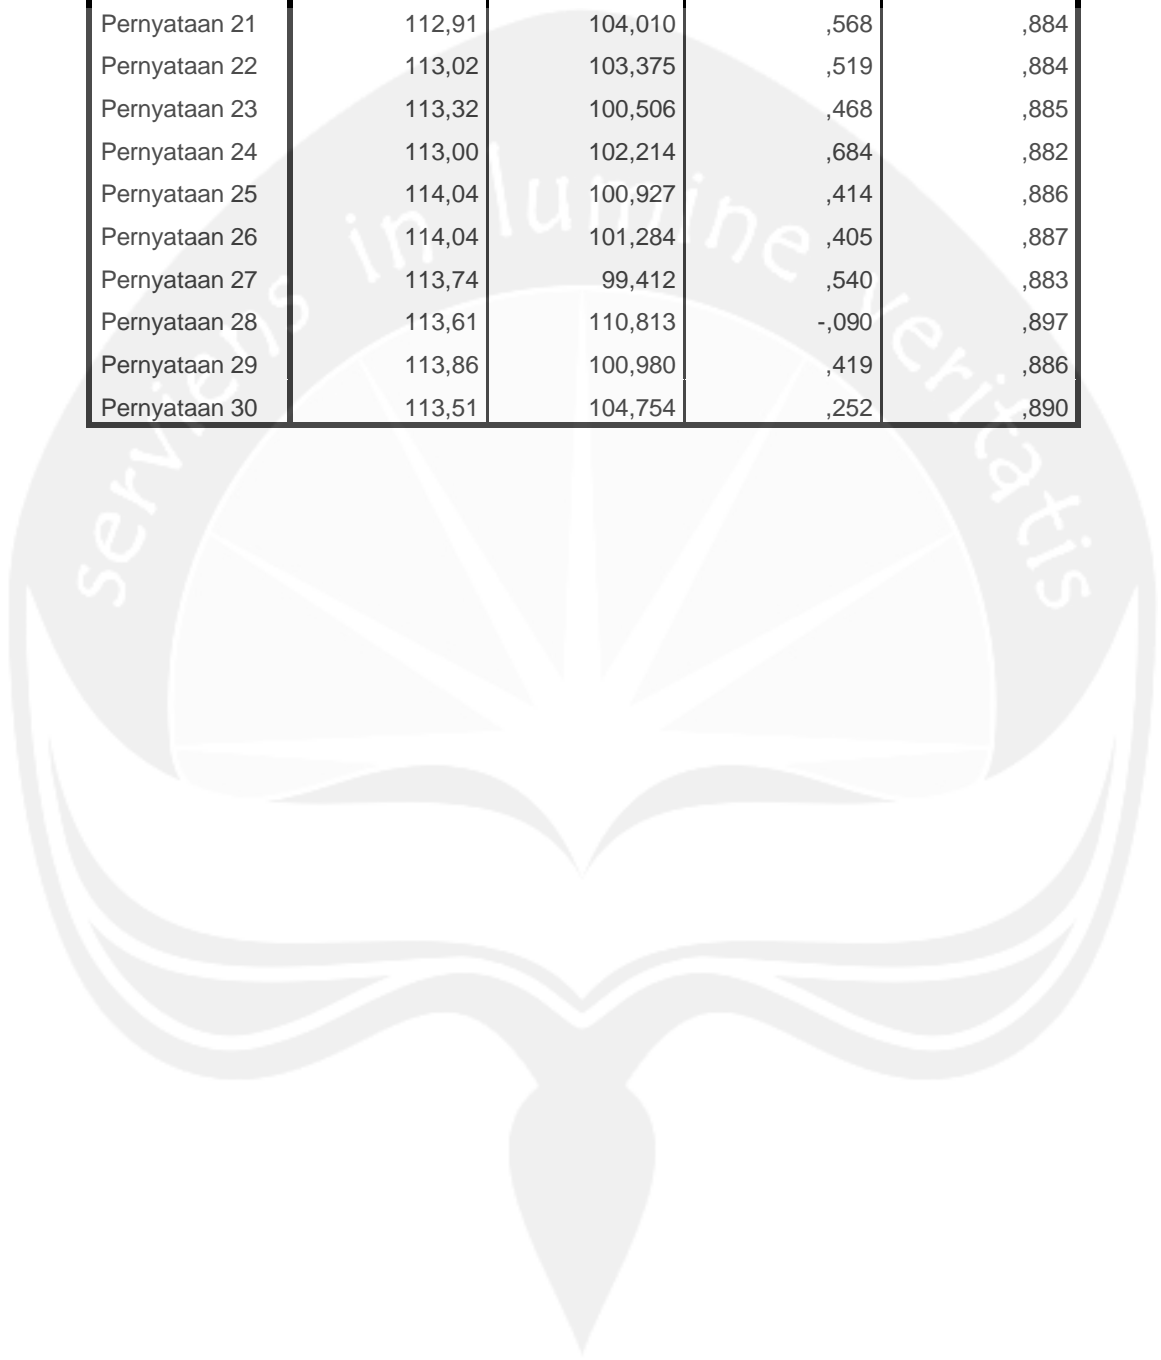 Pernyataan 21 112,91 104,010 ,568 ,884
Pernyataan 22 113,02 103,375 ,519 ,884
Pernyataan 23 113,32 100,506 ,468 ,885
Pernyataan 24 113,00 102,214 ,684 ,882
Pernyataan 25 114,04 100,927 ,414 ,886
Pernyataan 26 114,04 101,284 ,405 ,887
Pernyataan 27 113,74 99,412 ,540 ,883
Pernyataan 28 113,61 110,813 -,090 ,897
Pernyataan 29 113,86 100,980 ,419 ,886
Pernyataan 30 113,51 104,754 ,252 ,890
serviens in lumine veritatis